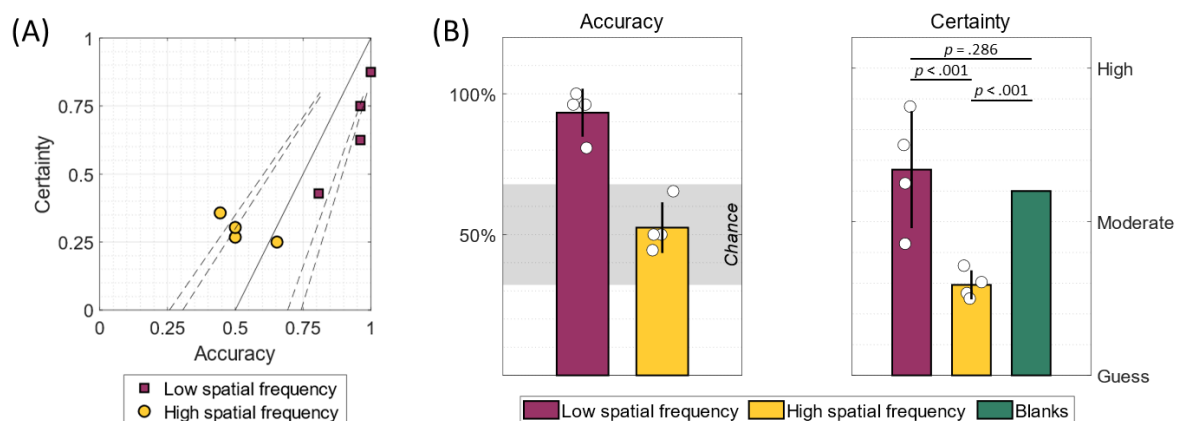 (A)
1
0.75
0.5
0.25
0
Certainty
0 0.25 0.5 0.75 1
Accuracy
Low spatial frequency
High spatial frequency
(B)
Accuracy
100%
50%
Chance
Certainty
p = .286
p < .001
p < .001
High
Moderate
Guess
Low spatial frequency High spatial frequency Blanks